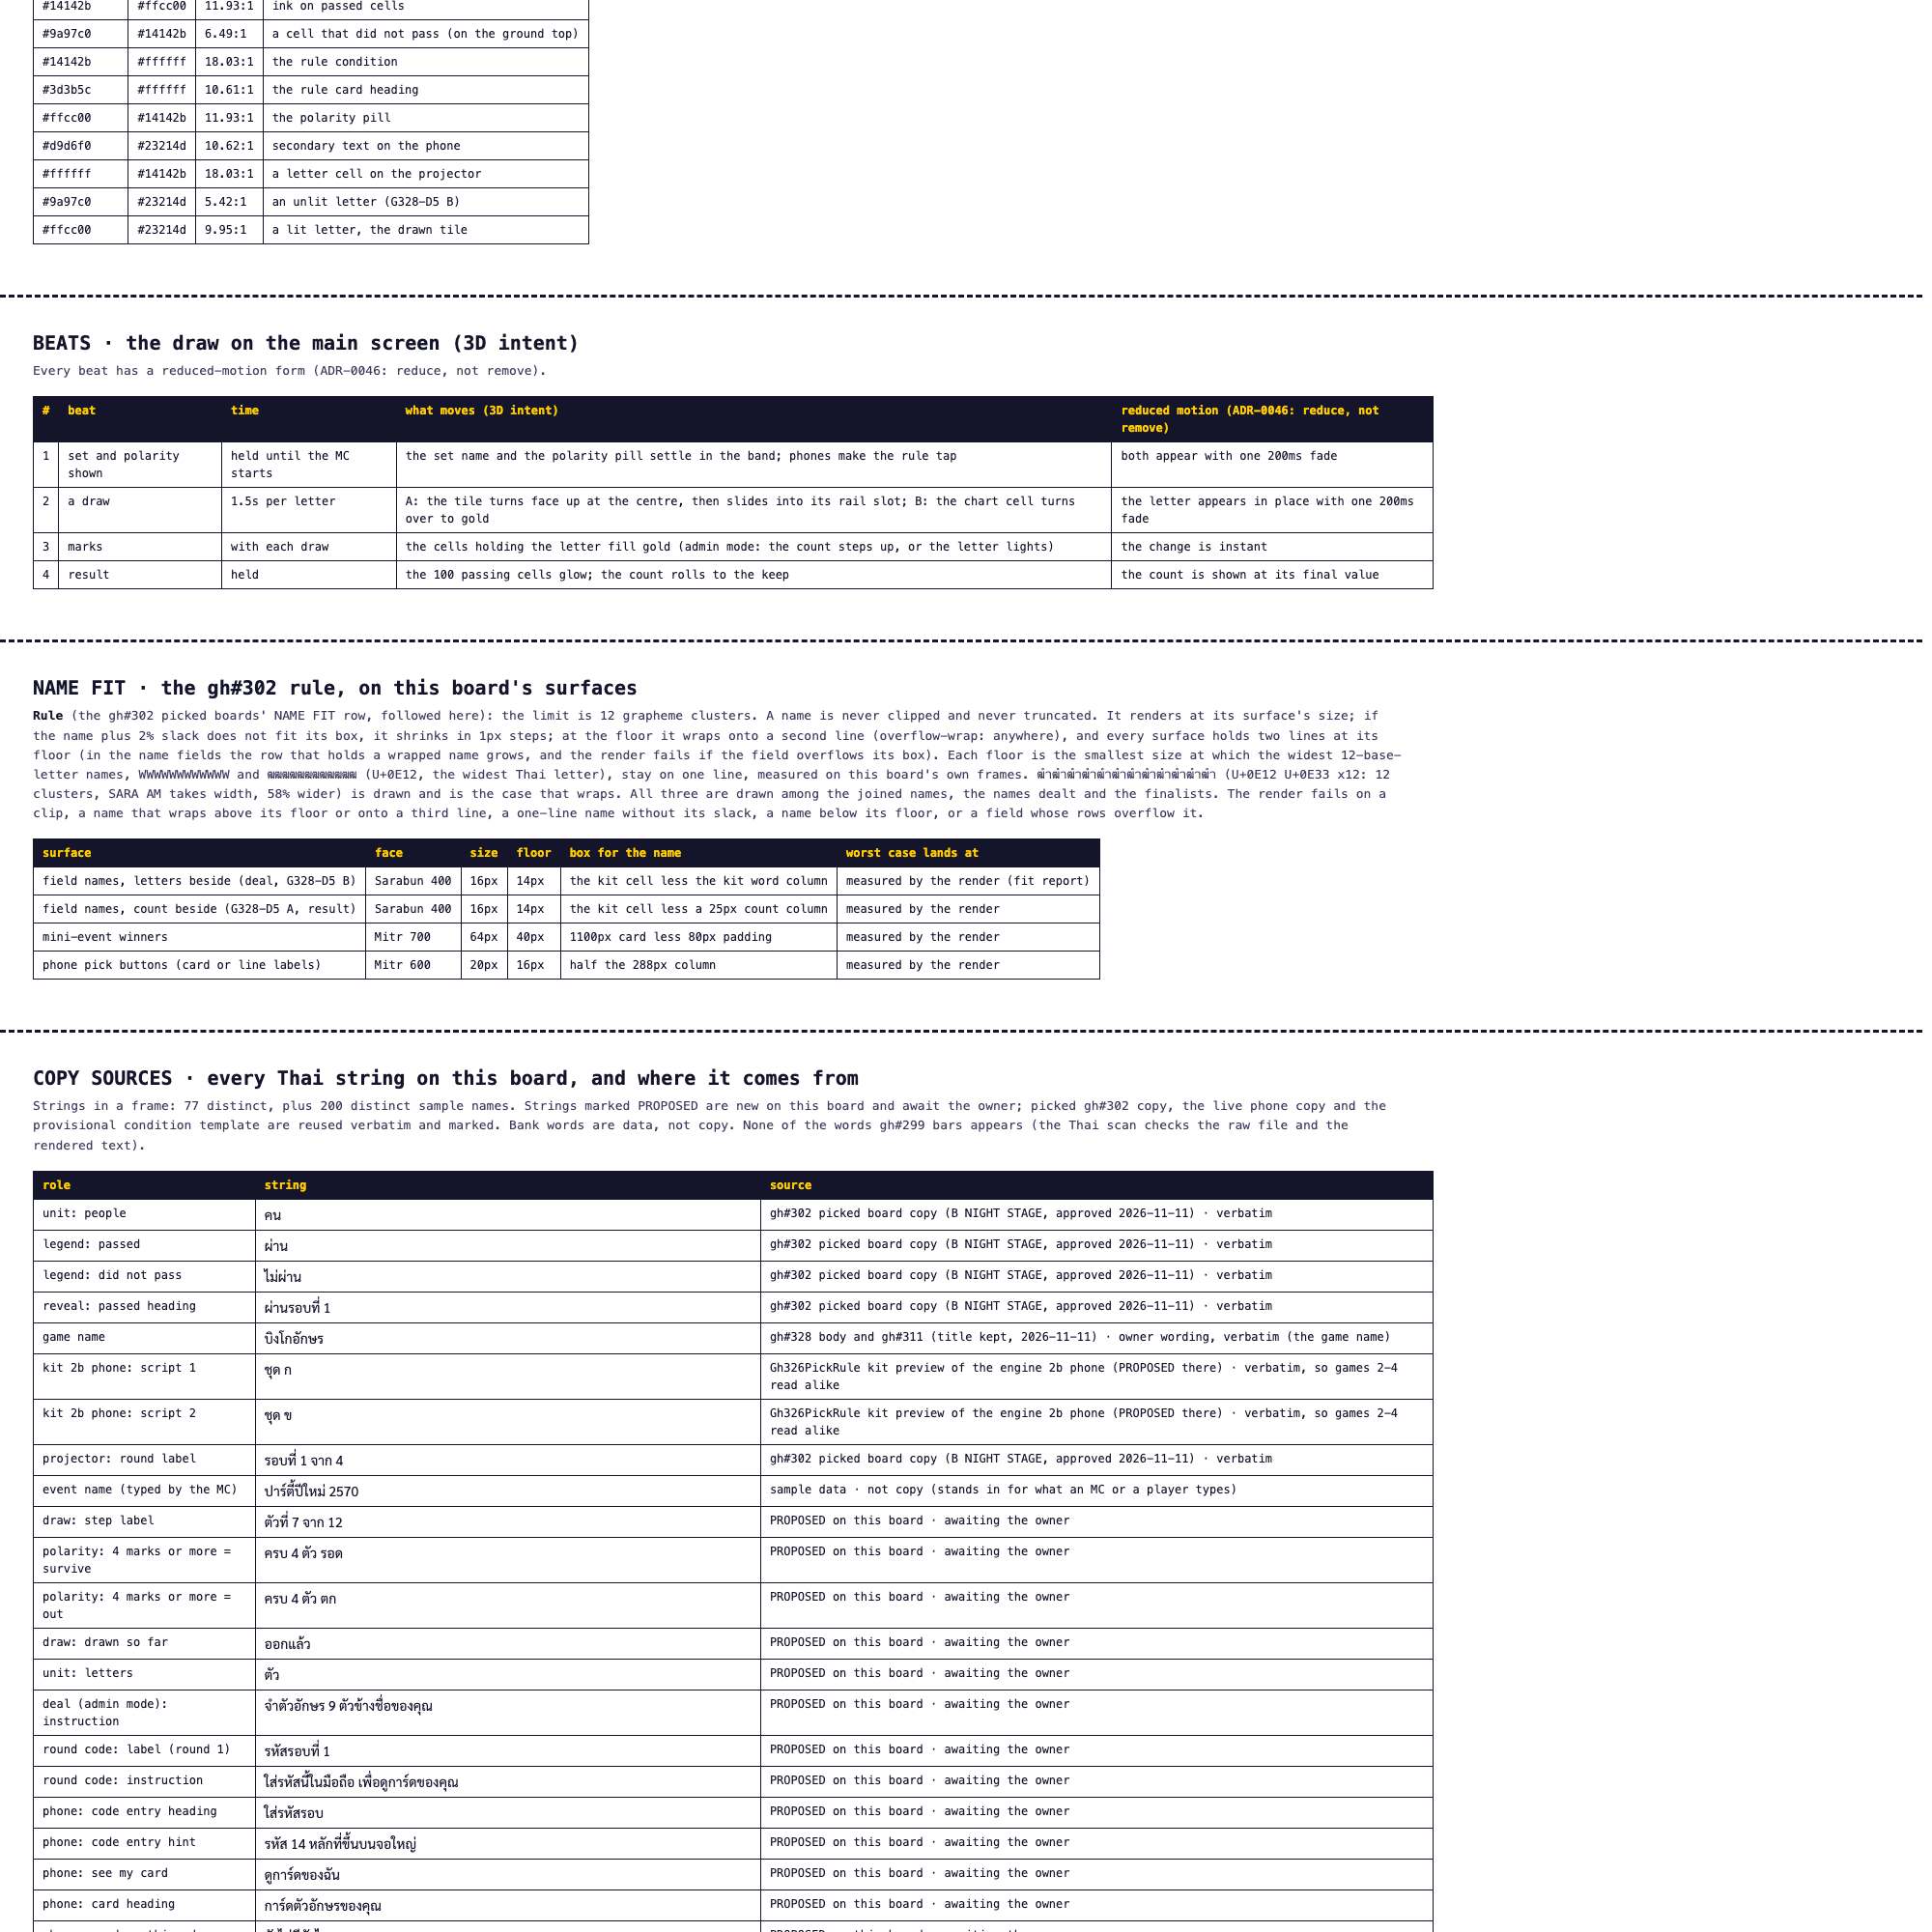 #14142b #ffcc00 11.93:1 ink on passed cells
#9a97c0 #14142b 6.49:1 a cell that did not pass (on the ground top)
#14142b #ffffff 18.03:1 the rule condition
#3d3b5c #ffffff 10.61:1 the rule card heading
#ffcc00 #14142b 11.93:1 the polarity pill
#d9d6f0 #23214d 10.62:1 secondary text on the phone
#ffffff #14142b 18.03:1 a letter cell on the projector
#9a97c0 #23214d 5.42:1 an unlit letter (G328-D5 B)
#ffcc00 #23214d 9.95:1 a lit letter, the drawn tile
BEATS · the draw on the main screen (3D intent)
Every beat has a reduced-motion form (ADR-0046: reduce, not remove).
# beat time what moves (3D intent) reduced motion (ADR-0046: reduce, not
remove)
1 set and polarity held until the MC the set name and the polarity pill settle in the band; phones make the rule tap both appear with one 200ms fade
shown starts
2 a draw 1.5s per letter A: the tile turns face up at the centre, then slides into its rail slot; B: the chart cell turns the letter appears in place with one 200ms
over to gold fade
3 marks with each draw the cells holding the letter fill gold (admin mode: the count steps up, or the letter lights) the change is instant
4 result held the 100 passing cells glow; the count rolls to the keep the count is shown at its final value
NAME FIT · the gh#302 rule, on this board's surfaces
Rule (the gh#302 picked boards' NAME FIT row, followed here): the limit is 12 grapheme clusters. A name is never clipped and never truncated. It renders at its surface's size; if
the name plus 2% slack does not fit its box, it shrinks in 1px steps; at the floor it wraps onto a second line (overflow-wrap: anywhere), and every surface holds two lines at its
floor (in the name fields the row that holds a wrapped name grows, and the render fails if the field overflows its box). Each floor is the smallest size at which the widest 12-base-
letter names, WWWWWWWWWWWW and ฒฒฒฒฒฒฒฒฒฒฒฒ (U+0E12, the widest Thai letter), stay on one line, measured on this board's own frames. ฒำฒำฒำฒำฒำฒำฒำฒำฒำฒำฒำฒำ (U+0E12 U+0E33 x12: 12
clusters, SARA AM takes width, 58% wider) is drawn and is the case that wraps. All three are drawn among the joined names, the names dealt and the finalists. The render fails on a
clip, a name that wraps above its floor or onto a third line, a one-line name without its slack, a name below its floor, or a field whose rows overflow it.
surface face size floor box for the name worst case lands at
field names, letters beside (deal, G328-D5 B) Sarabun 400 16px 14px the kit cell less the kit word column measured by the render (fit report)
field names, count beside (G328-D5 A, result) Sarabun 400 16px 14px the kit cell less a 25px count column measured by the render
mini-event winners Mitr 700 64px 40px 1100px card less 80px padding measured by the render
phone pick buttons (card or line labels) Mitr 600 20px 16px half the 288px column measured by the render
COPY SOURCES · every Thai string on this board, and where it comes from
Strings in a frame: 77 distinct, plus 200 distinct sample names. Strings marked PROPOSED are new on this board and await the owner; picked gh#302 copy, the live phone copy and the
provisional condition template are reused verbatim and marked. Bank words are data, not copy. None of the words gh#299 bars appears (the Thai scan checks the raw file and the
rendered text).
role string source
unit: people คน gh#302 picked board copy (B NIGHT STAGE, approved 2026-11-11) · verbatim
legend: passed ผ่าน gh#302 picked board copy (B NIGHT STAGE, approved 2026-11-11) · verbatim
legend: did not pass ไม่ผ่าน gh#302 picked board copy (B NIGHT STAGE, approved 2026-11-11) · verbatim
reveal: passed heading ผ่านรอบที่ 1 gh#302 picked board copy (B NIGHT STAGE, approved 2026-11-11) · verbatim
game name บิงโกอักษร gh#328 body and gh#311 (title kept, 2026-11-11) · owner wording, verbatim (the game name)
kit 2b phone: script 1 ชุด ก Gh326PickRule kit preview of the engine 2b phone (PROPOSED there) · verbatim, so games 2-4
read alike
kit 2b phone: script 2 ชุด ข Gh326PickRule kit preview of the engine 2b phone (PROPOSED there) · verbatim, so games 2-4
read alike
projector: round label รอบที่ 1 จาก 4 gh#302 picked board copy (B NIGHT STAGE, approved 2026-11-11) · verbatim
event name (typed by the MC) ปาร์ตี้ปีใหม่ 2570 sample data · not copy (stands in for what an MC or a player types)
draw: step label ตัวที่ 7 จาก 12 PROPOSED on this board · awaiting the owner
polarity: 4 marks or more = ครบ 4 ตัว รอด PROPOSED on this board · awaiting the owner
survive
polarity: 4 marks or more = ครบ 4 ตัว ตก PROPOSED on this board · awaiting the owner
out
draw: drawn so far ออกแล้ว PROPOSED on this board · awaiting the owner
unit: letters ตัว PROPOSED on this board · awaiting the owner
deal (admin mode): จำตัวอักษร 9 ตัวข้างชื่อของคุณ PROPOSED on this board · awaiting the owner
instruction
round code: label (round 1) รหัสรอบที่ 1 PROPOSED on this board · awaiting the owner
round code: instruction ใส่รหัสนี้ในมือถือ เพื่อดูการ์ดของคุณ PROPOSED on this board · awaiting the owner
phone: code entry heading ใส่รหัสรอบ PROPOSED on this board · awaiting the owner
phone: code entry hint รหัส 14 หลักที่ขึ้นบนจอใหญ่ PROPOSED on this board · awaiting the owner
phone: see my card ดูการ์ดของฉัน PROPOSED on this board · awaiting the owner
phone: card heading การ์ดตัวอักษรของคุณ PROPOSED on this board · awaiting the owner